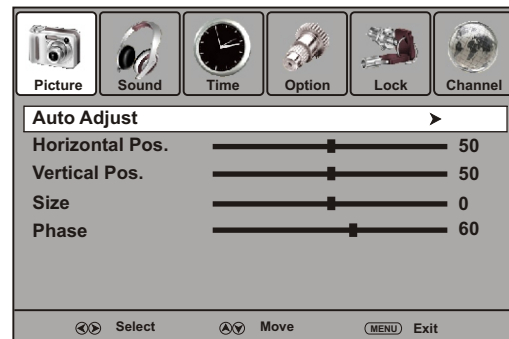 Picture Sound Time Option Lock Channel
Auto Adjust
Horizontal Pos. 50
Vertical Pos. 50
Size 0
Phase 60
Select Move MENU Exit